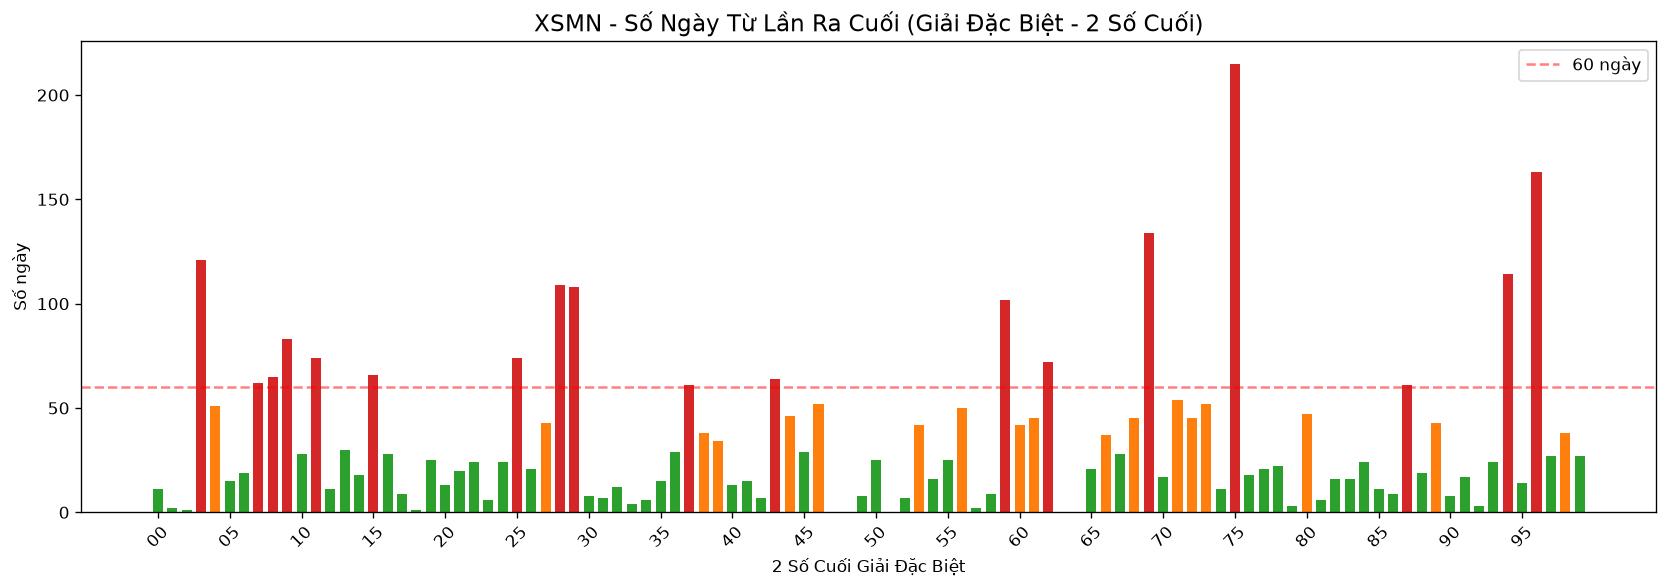 XSMN - Số Ngày Từ Lần Ra Cuối (Giải Đặc Biệt - 2 Số Cuối)
60 ngày
Số ngày
200
150
100
50
0
00 05 10 15 20 25 30 35 40 45 50 55 60 65 70 75 80 85 90 95
2 Số Cuối Giải Đặc Biệt